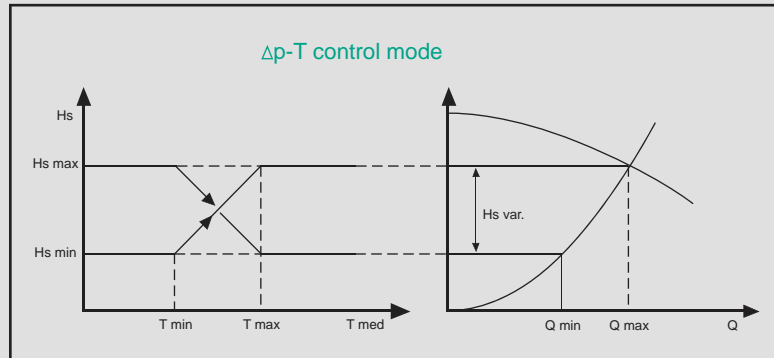 Δp-T control mode
Hs
Hs max
Hs var.
Hs min
T min T max T med Q min Q max Q